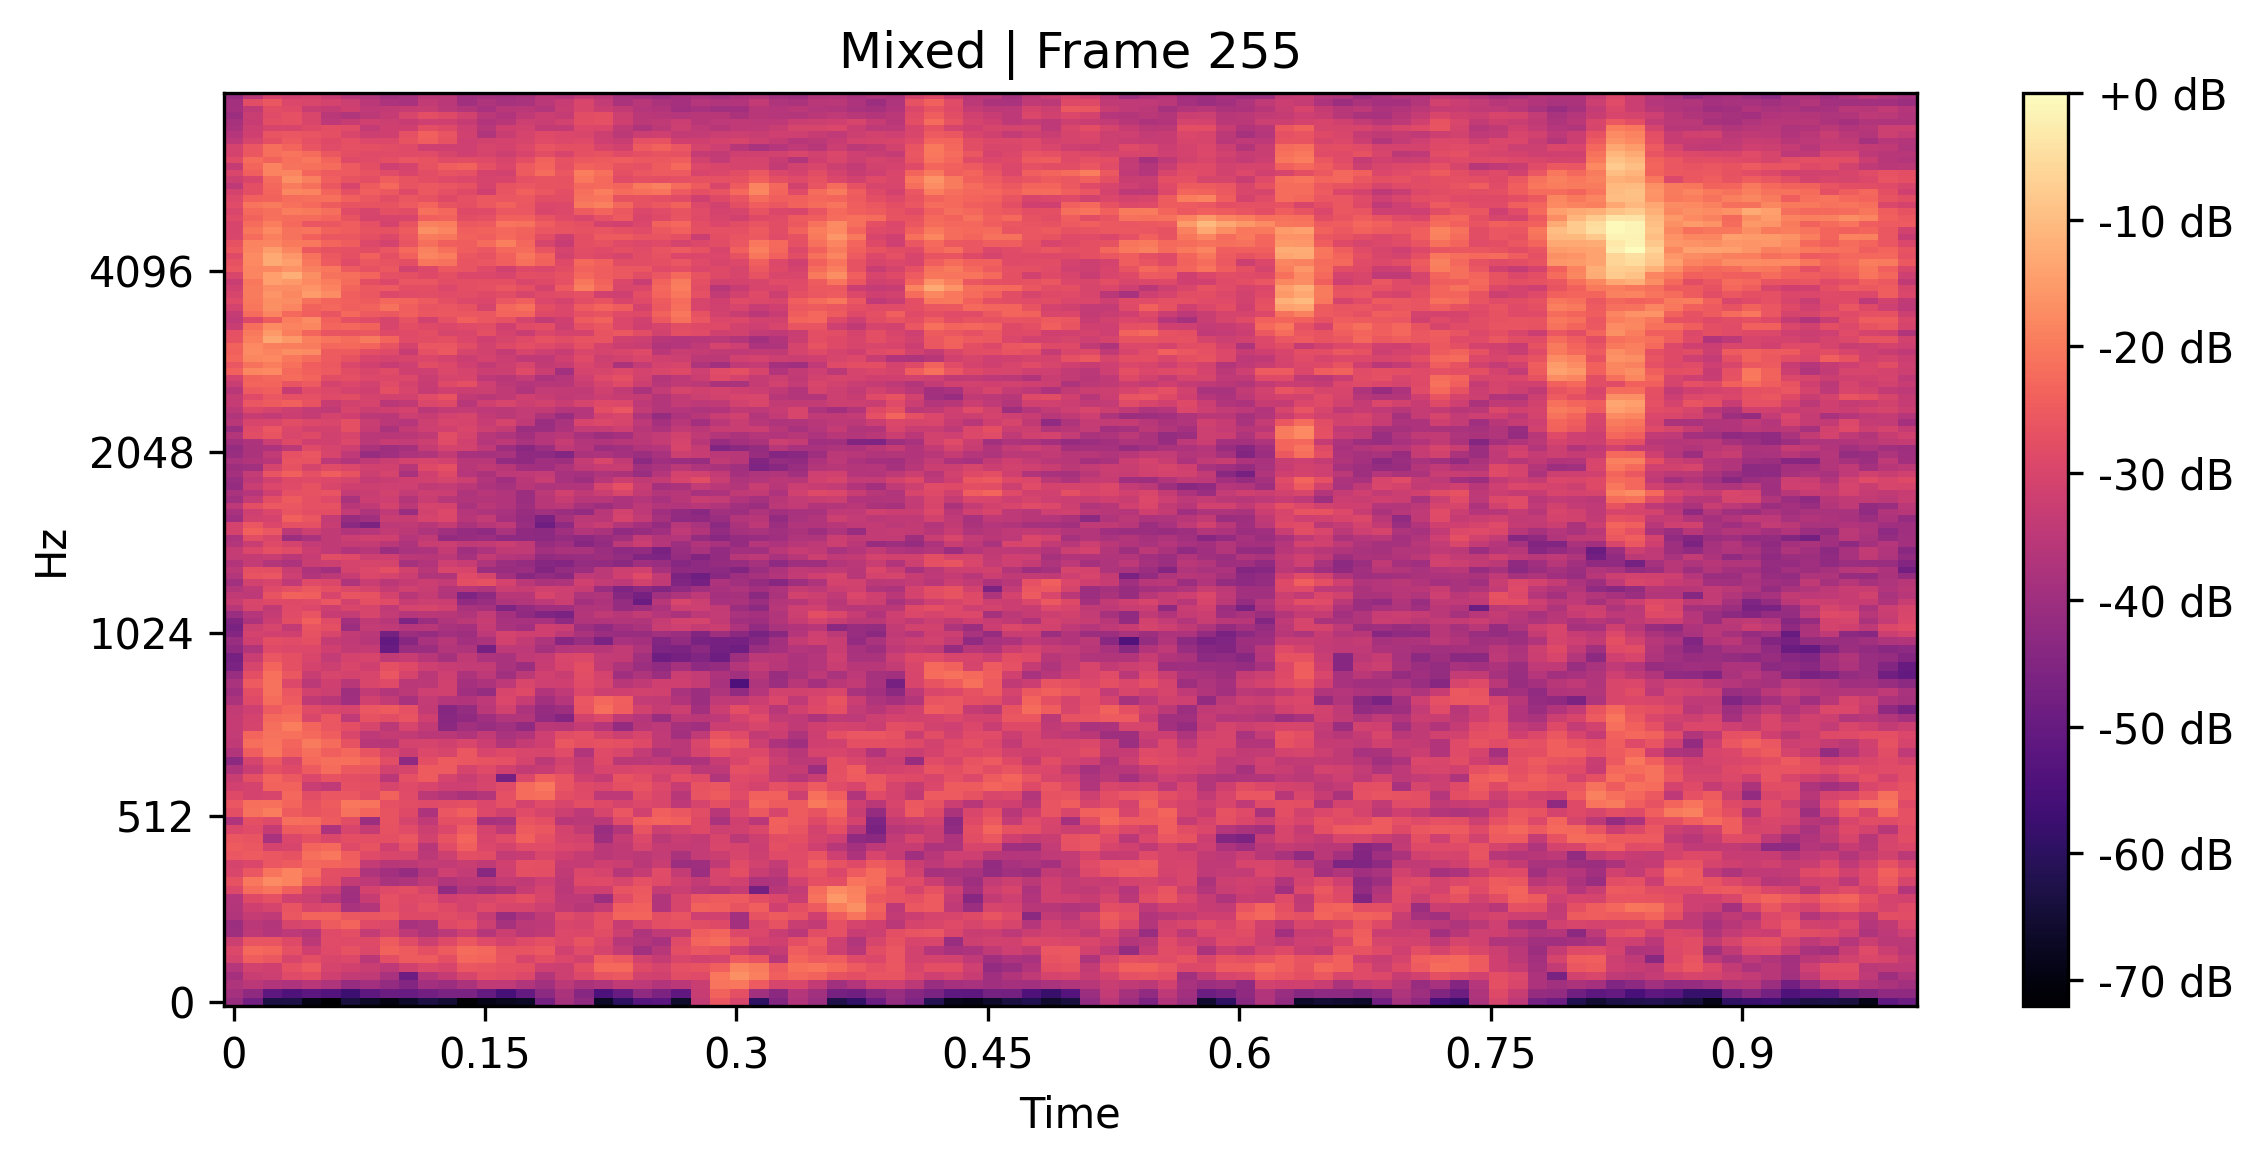 Mixed | Frame 255
Hz
4096
2048
1024
512
0
0 0.15 0.3 0.45 0.6 0.75 0.9
Time
+0 dB
-10 dB
-20 dB
-30 dB
-40 dB
-50 dB
-60 dB
-70 dB